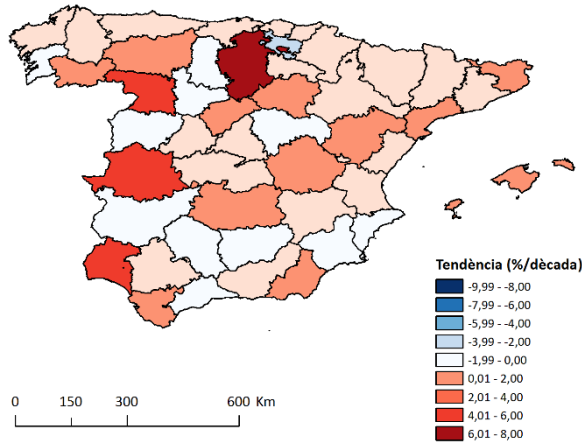 Tendència (%/dècada)
-9,99 - -8,00
-7,99 - -6,00
-5,99 - -4,00
-3,99 - -2,00
-1,99 - 0,00
0,01 - 2,00
2,01 - 4,00
4,01 - 6,00
6,01 - 8,00
0 150 300 600 Km